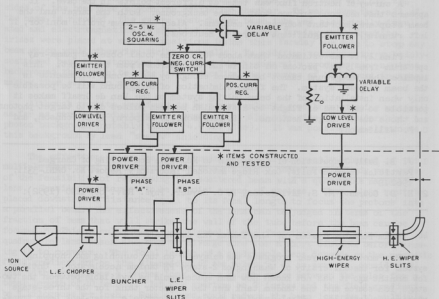 *
2-5 Mc
OSC. &
SQUARING
VARIABLE
DELAY
*
ZERO CR.
NEG. CURR.
SWITCH
*
EMITTER
FOLLOWER
*
EMITTER
FOLLOWER
*
POS. CURR.
REG.
*
POS. CURR.
REG.
VARIABLE
DELAY
*
EMITTER
FOLLOWER
*
EMITTER
FOLLOWER
Zo
*
LOW LEVEL
DRIVER
*
LOW LEVEL
DRIVER
* ITEMS CONSTRUCTED
AND TESTED
POWER
DRIVER
POWER
DRIVER
POWER
DRIVER
*
POWER
DRIVER
PHASE
"A"
PHASE
"B"
ION
SOURCE
L.E. CHOPPER
BUNCHER
L.E.
WIPER
SLITS
HIGH-ENERGY
WIPER
H.E. WIPER
SLITS